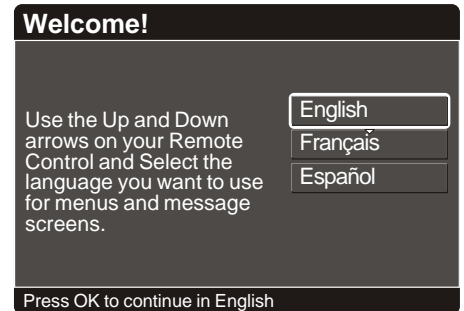 Welcome!
Use the Up and Down
arrows on your Remote
Control and Select the
language you want to use
for menus and message
screens.
English
Français
Español
Press OK to continue in English